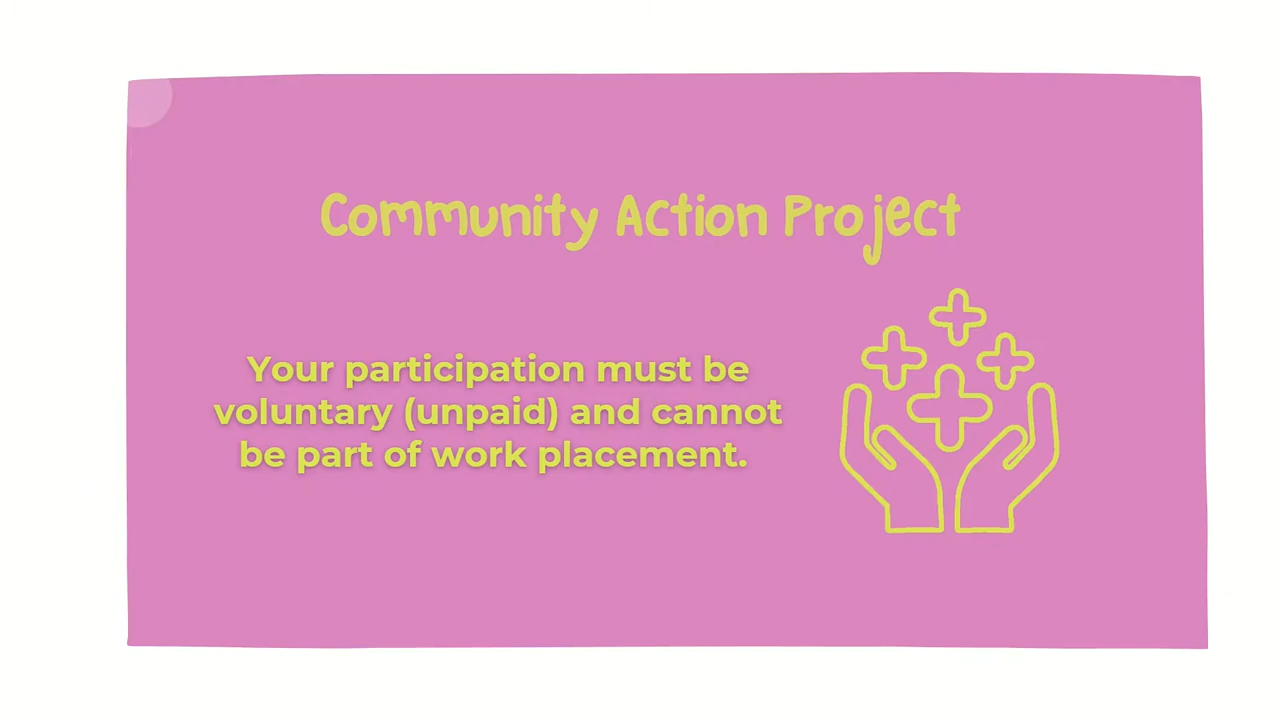 Community Action Project
Your participation must be
voluntary (unpaid) and cannot
be part of work placement.